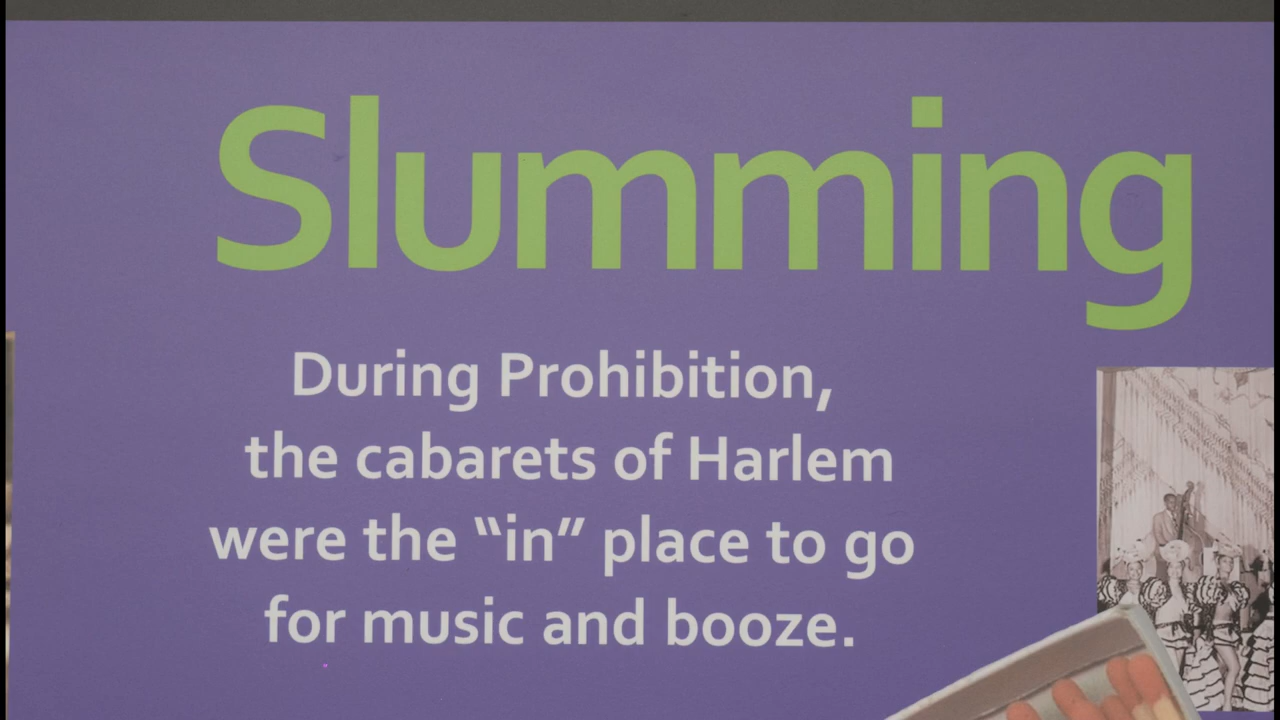 Slumming
During Prohibition,
the cabarets of Harlem
were the “in” place to go
for music and booze.